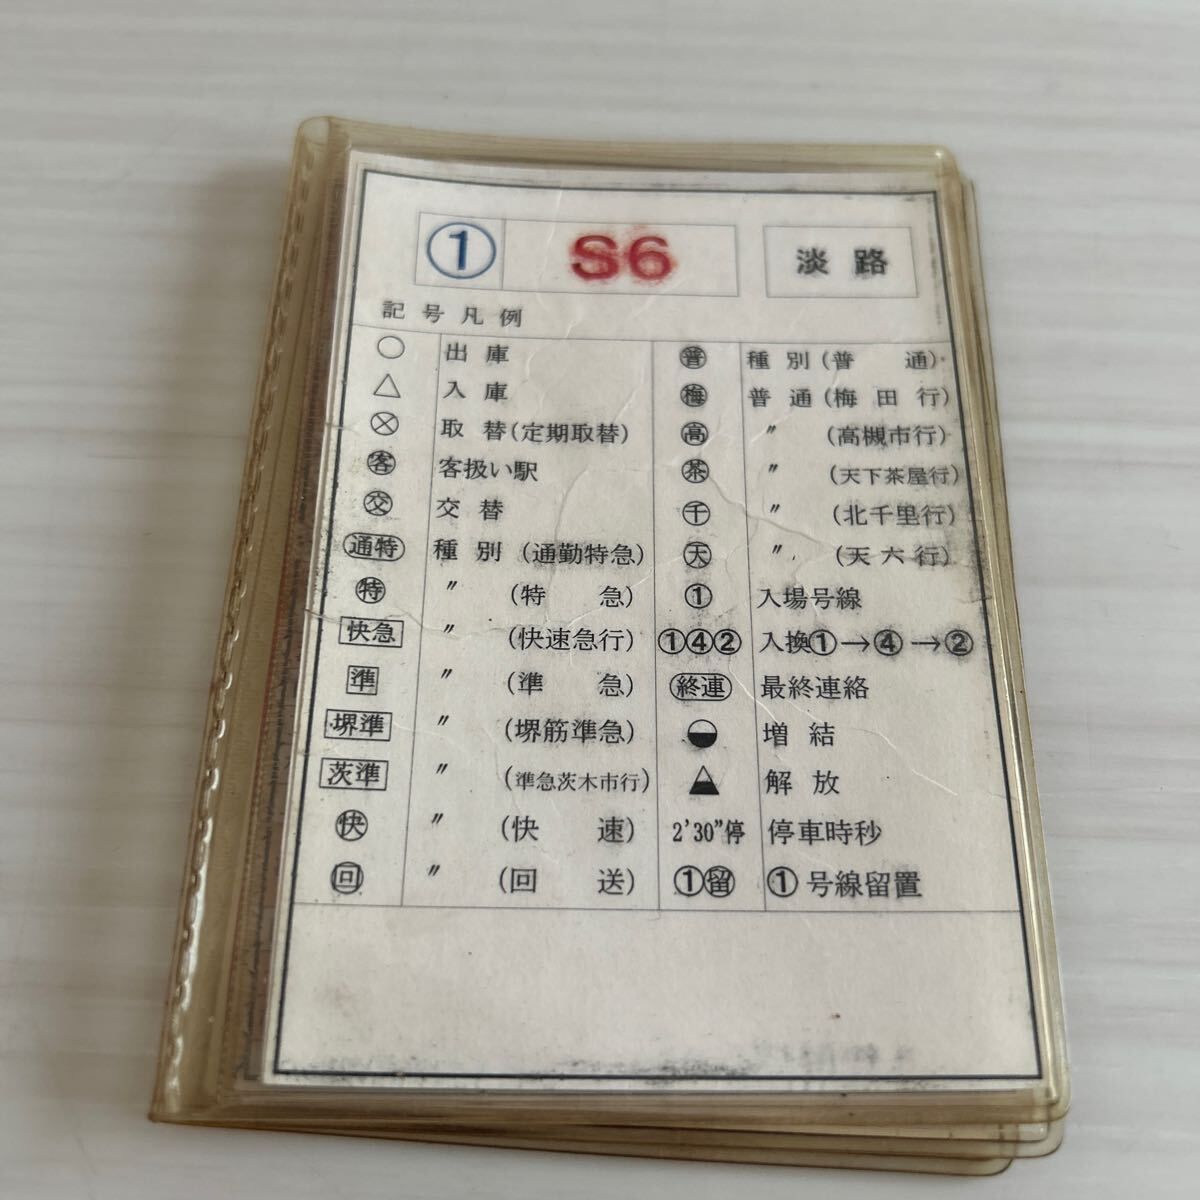 ① S6 淡路
記号凡例
○ 出庫 ㊫普 種別(普通)
△ 入庫 梅 普通(梅田行)
⊗ 取替(定期取替) 高 〃 (高槻市行)
客 客扱い駅 茶 〃 (天下茶屋行)
交 交替 千 〃 (北千里行)
通特 種別(通勤特急) 天 〃 (天六行)
特 〃 (特急) ① 入場号線
快急 〃 (快速急行) ①④② 入換①→④→②
準 〃 (準急) 終連 最終連絡
堺準 〃 (堺筋準急) 増結
茨準 〃 (準急茨木市行) 解放
快 〃 (快速) 2'30"停 停車時秒
回 〃 (回送) ①留 ①号線留置